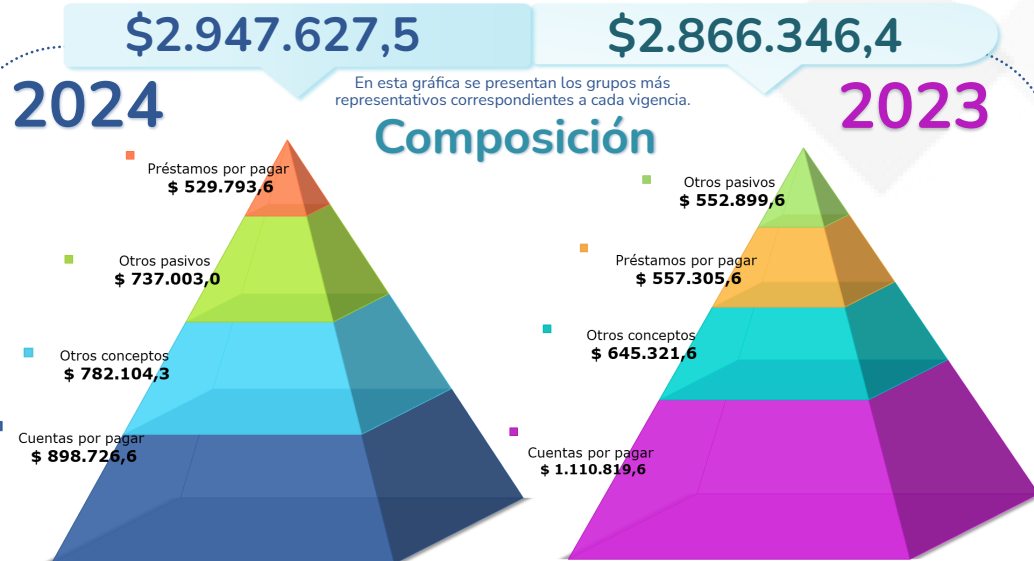 $2.947.627,5
$2.866.346,4
En esta gráfica se presentan los grupos más
representativos correspondientes a cada vigencia.
2024
2023
Composición
Préstamos por pagar
$ 529.793,6
Otros pasivos
$ 737.003,0
Otros conceptos
$ 782.104,3
Cuentas por pagar
$ 898.726,6
Otros pasivos
$ 552.899,6
Préstamos por pagar
$ 557.305,6
Otros conceptos
$ 645.321,6
Cuentas por pagar
$ 1.110.819,6